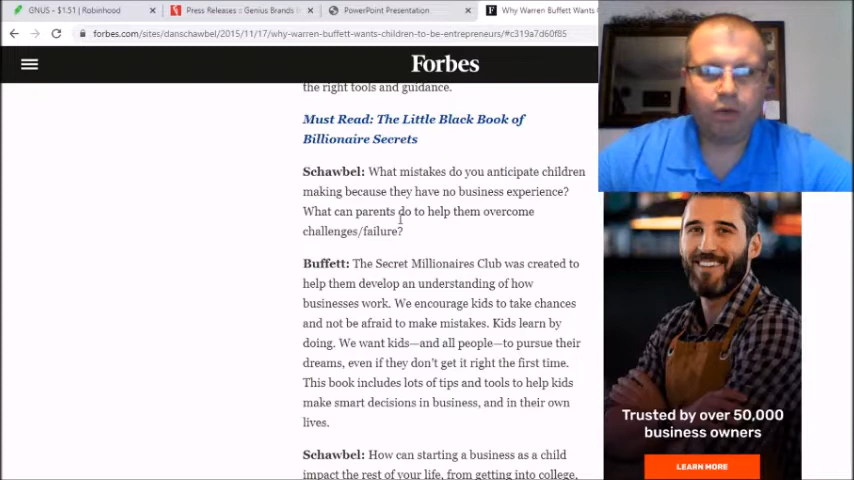 GNUS - $1.51 | Robinhood
Press Releases :: Genius Brands I
PowerPoint Presentation
Why Warren Buffett Wants C
forbes.com/sites/danschawbel/2015/11/17/why-warren-buffett-wants-children-to-be-entrepreneurs/#c319a7d60f85
Forbes
the right tools and guidance.
Must Read: The Little Black Book of
Billionaire Secrets
Schawbel: What mistakes do you anticipate children
making because they have no business experience?
What can parents do to help them overcome
challenges/failure?
Buffett: The Secret Millionaires Club was created to
help them develop an understanding of how
businesses work. We encourage kids to take chances
and not be afraid to make mistakes. Kids learn by
doing. We want kids—and all people—to pursue their
dreams, even if they don't get it right the first time.
This book includes lots of tips and tools to help kids
make smart decisions in business, and in their own
lives.
Schawbel: How can starting a business as a child
impact the rest of your life, from getting into college,
Trusted by over 50,000
business owners
LEARN MORE